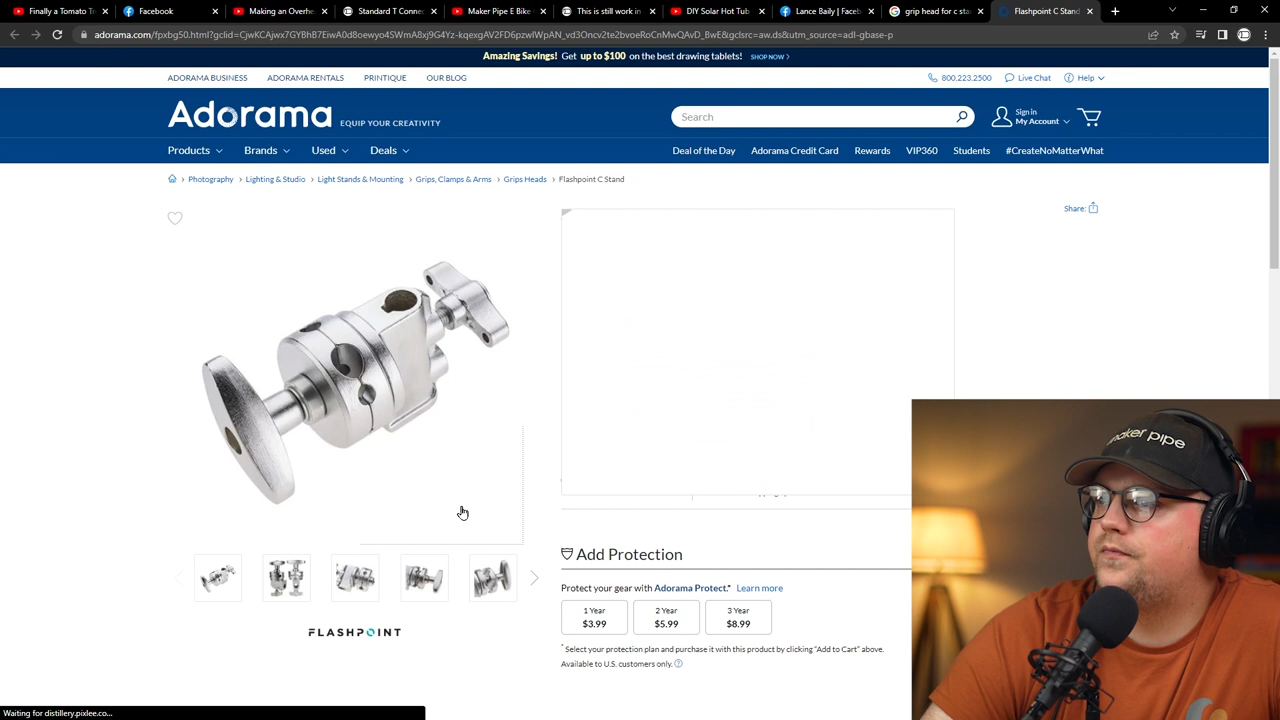 Finally a Tomato Tr
Facebook
Making an Overhe
Standard T Connec
Maker Pipe E Bike
This is still work in
DIY Solar Hot Tub
Lance Baily | Faceb
grip head for c sta
Flashpoint C Stand
adorama.com/fpxbg50.html?gclid=CjwKCAjwx7GYBhB7EiwA0d8oewyo4SWmA8xj9G4Yz-kqexgAV2FD6pzwIWpAN_vd3Oncv2te2bvoeRoCnMwQAvD_BwE&gclsrc=aw.ds&utm_source=adl-gbase-p
Amazing Savings! Get up to $100 on the best drawing tablets! SHOP NOW >
ADORAMA BUSINESS ADORAMA RENTALS PRINTIQUE OUR BLOG
800.223.2500 Live Chat Help
Adorama EQUIP YOUR CREATIVITY
Search
Sign in
My Account
Products Brands Used Deals
Deal of the Day Adorama Credit Card Rewards VIP360 Students #CreateNoMatterWhat
Photography > Lighting & Studio > Light Stands & Mounting > Grips, Clamps & Arms > Grips Heads > Flashpoint C Stand
Share:
Add Protection
Protect your gear with Adorama Protect.* Learn more
1 Year
$3.99
2 Year
$5.99
3 Year
$8.99
FLASHPOINT
* Select your protection plan and purchase it with this product by clicking “Add to Cart” above.
Available to U.S. customers only.
maker pipe
Waiting for distillery.pixlee.co...